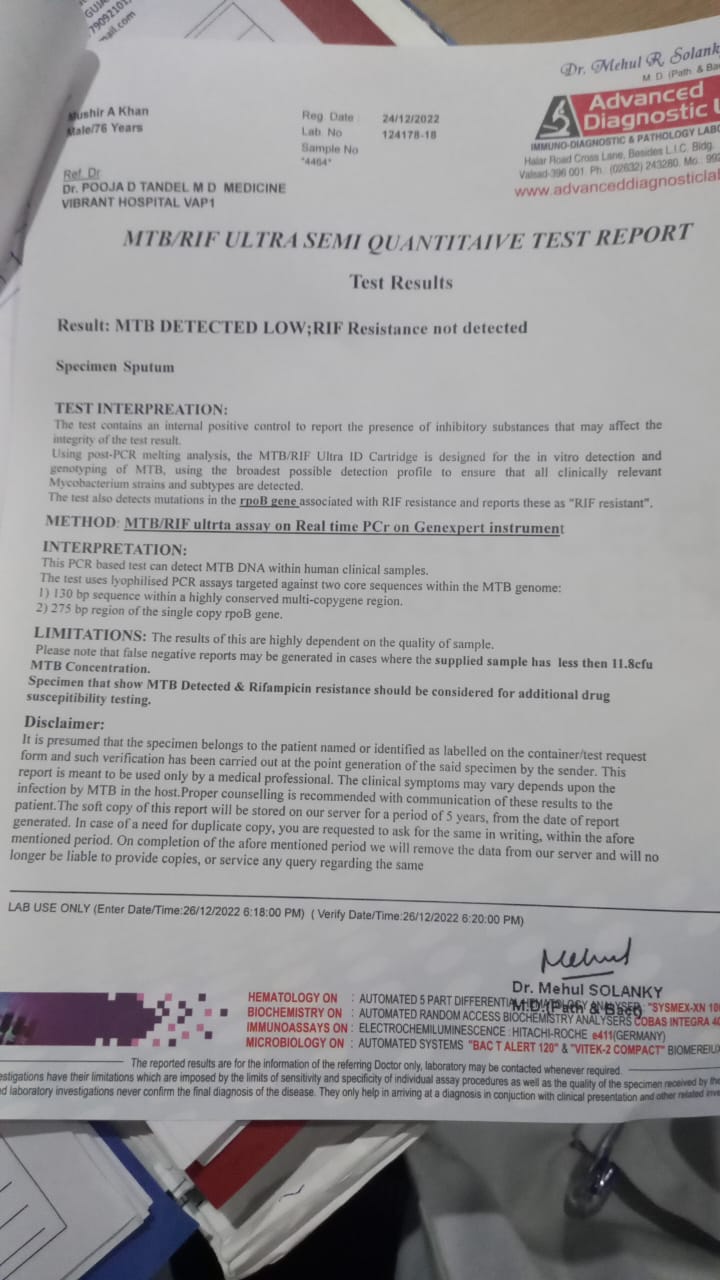 GUJA
79092101,
mail.com
Mushir A Khan
Male/76 Years
Reg Date : 24/12/2022
Lab. No 124178-18
Sample No
"4464"
Ref. Dr
Dr. POOJA D TANDEL M D MEDICINE
VIBRANT HOSPITAL VAP1
Dr. Mehul R. Solanky
M. D. (Path. & Bac
Advanced
Diagnostic L
IMMUNO-DIAGNOSTIC & PATHOLOGY LABO
Halar Road Cross Lane, Besides L.I.C. Bldg.
Valsad-396 001. Ph. (02632) 243280. Mo.: 992
www.advanceddiagnosticlab
MTB/RIF ULTRA SEMI QUANTITAIVE TEST REPORT
Test Results
Result: MTB DETECTED LOW;RIF Resistance not detected
Specimen Sputum
TEST INTERPREATION:
The test contains an internal positive control to report the presence of inhibitory substances that may affect the
integrity of the test result.
Using post-PCR melting analysis, the MTB/RIF Ultra ID Cartridge is designed for the in vitro detection and
genotyping of MTB, using the broadest possible detection profile to ensure that all clinically relevant
Mycobacterium strains and subtypes are detected.
The test also detects mutations in the rpoB gene associated with RIF resistance and reports these as "RIF resistant".
METHOD: MTB/RIF ultrta assay on Real time PCr on Genexpert instrument
INTERPRETATION:
This PCR based test can detect MTB DNA within human clinical samples.
The test uses lyophilised PCR assays targeted against two core sequences within the MTB genome:
1) 130 bp sequence within a highly conserved multi-copygene region.
2) 275 bp region of the single copy rpoB gene.
LIMITATIONS: The results of this are highly dependent on the quality of sample.
Please note that false negative reports may be generated in cases where the supplied sample has less then 11.8cfu
MTB Concentration.
Specimen that show MTB Detected & Rifampicin resistance should be considered for additional drug
suscepitibility testing.
Disclaimer:
It is presumed that the specimen belongs to the patient named or identified as labelled on the container/test request
form and such verification has been carried out at the point generation of the said specimen by the sender. This
report is meant to be used only by a medical professional. The clinical symptoms may vary depends upon the
infection by MTB in the host.Proper counselling is recommended with communication of these results to the
patient.The soft copy of this report will be stored on our server for a period of 5 years, from the date of report
generated. In case of a need for duplicate copy, you are requested to ask for the same in writing, within the afore
mentioned period. On completion of the afore mentioned period we will remove the data from our server and will no
longer be liable to provide copies, or service any query regarding the same
LAB USE ONLY (Enter Date/Time:26/12/2022 6:18:00 PM) ( Verify Date/Time:26/12/2022 6:20:00 PM)
Mehul
Dr. Mehul SOLANKY
M.D.(Path & Bact)
HEMATOLOGY ON : AUTOMATED 5 PART DIFFERENTIAL HEMATOLOGY ANALYSER : "SYSMEX-XN 100
BIOCHEMISTRY ON : AUTOMATED RANDOM ACCESS BIOCHEMISTRY ANALYSERS COBAS INTEGRA 40
IMMUNOASSAYS ON : ELECTROCHEMILUMINESCENCE : HITACHI-ROCHE e411(GERMANY)
MICROBIOLOGY ON : AUTOMATED SYSTEMS "BAC T ALERT 120" & "VITEK-2 COMPACT" BIOMEREIUX
The reported results are for the information of the referring Doctor only, laboratory may be contacted whenever required.
estigations have their limitations which are imposed by the limits of sensitivity and specificity of individual assay procedures as well as the quality of the specimen received by the
d laboratory investigations never confirm the final diagnosis of the disease. They only help in arriving at a diagnosis in conjuction with clinical presentation and other related inve